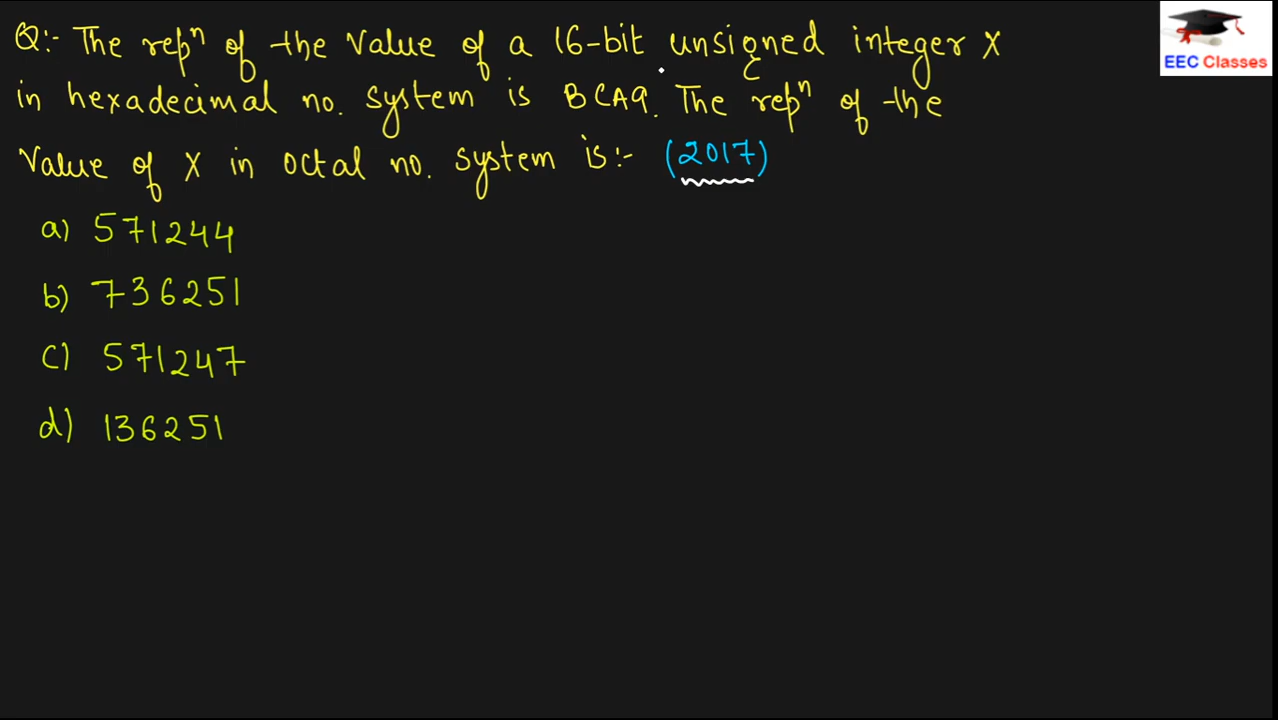 Q:- The repⁿ of the Value of a 16-bit unsigned integer X
in hexadecimal no. system is BCA9. The repⁿ of the
Value of X in octal no. system is:- (2017)
a) 571244
b) 736251
c) 571247
d) 136251
EEC Classes